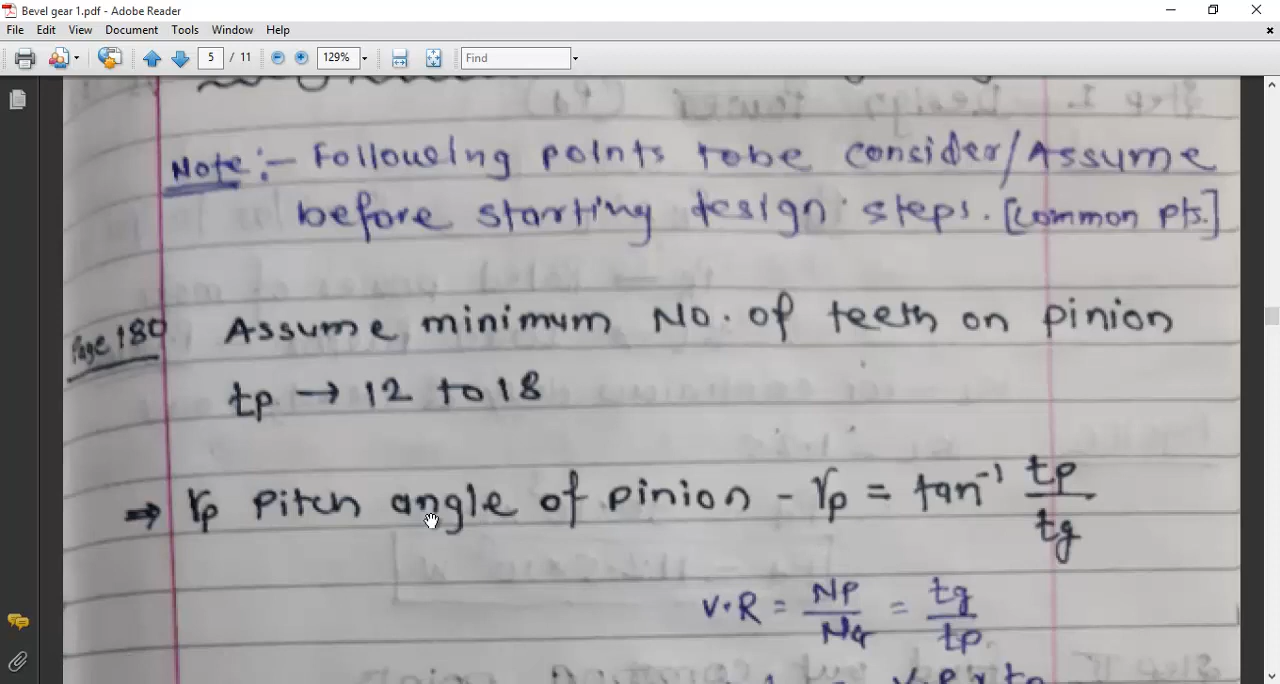 Bevel gear 1.pdf - Adobe Reader
File Edit View Document Tools Window Help
5 / 11 129% Find
Note:- Following points tobe consider/Assume
before starting design steps. [common pts.]
Page 180 Assume minimum No. of teeth on pinion
tp → 12 to 18
⇒ γp pitch angle of pinion - γp = tan⁻¹ tp/tg
V.R = Np/NG = tg/tp